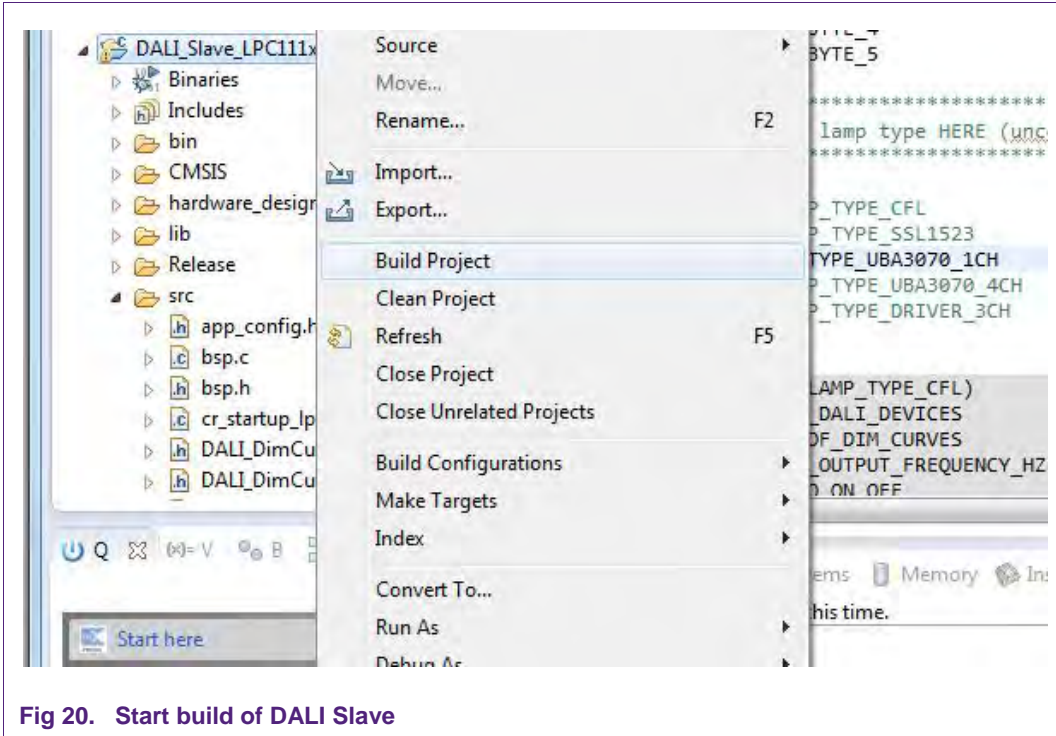 DALI_Slave_LPC111x
Binaries
Includes
bin
CMSIS
hardware_design
lib
Release
src
app_config.h
bsp.c
bsp.h
cr_startup_lp
DALI_DimCu
DALI_DimCu
Q (x)= V B
Start here
Source
Move...
Rename... F2
Import...
Export...
Build Project
Clean Project
Refresh F5
Close Project
Close Unrelated Projects
Build Configurations
Make Targets
Index
Convert To...
Run As
Debug As
BYTE_4
BYTE_5
*********************
lamp type HERE (unc
*********************
P_TYPE_CFL
P_TYPE_SSL1523
TYPE_UBA3070_1CH
P_TYPE_UBA3070_4CH
P_TYPE_DRIVER_3CH
LAMP_TYPE_CFL)
_DALI_DEVICES
OF_DIM_CURVES
_OUTPUT_FREQUENCY_HZ
D_ON_OFF
ems Memory Ins
his time.
Fig 20. Start build of DALI Slave